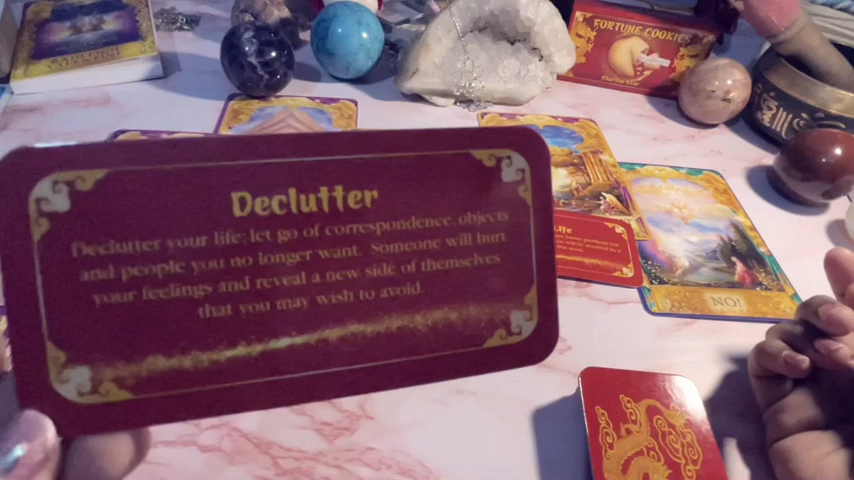 FORTUNE COOKIES
Declutter
Declutter your life; let go of correspondence, objects
and people you no longer want. Someone will hurt
your feelings and reveal a new side of themselves
that you may wish to avoid.
Life
NO!